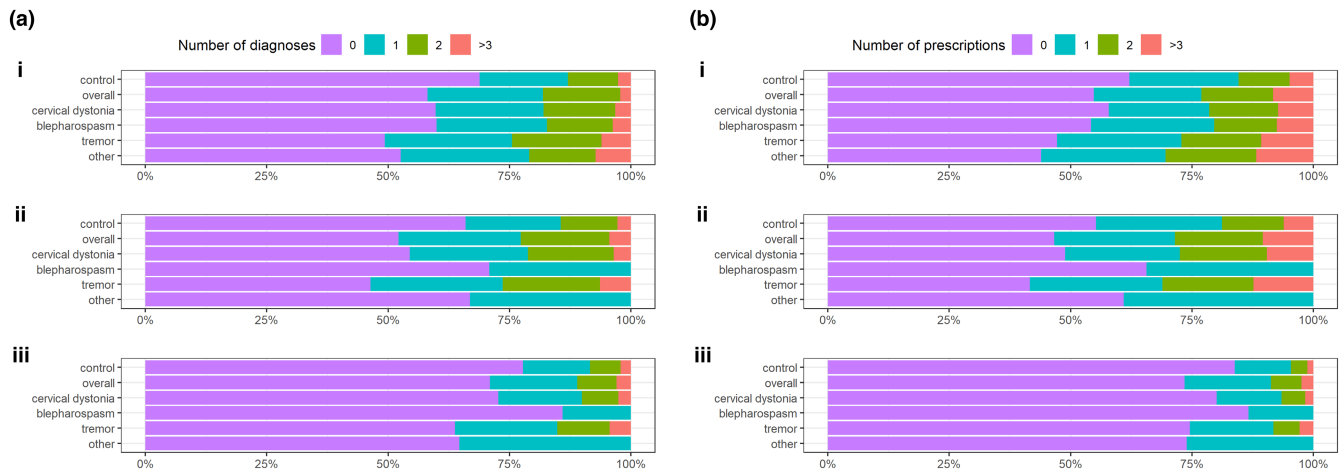 (a)
Number of diagnoses 0 1 2 >3
i
control
overall
cervical dystonia
blepharospasm
tremor
other
0% 25% 50% 75% 100%
ii
control
overall
cervical dystonia
blepharospasm
tremor
other
0% 25% 50% 75% 100%
iii
control
overall
cervical dystonia
blepharospasm
tremor
other
0% 25% 50% 75% 100%
(b)
Number of prescriptions 0 1 2 >3
i
control
overall
cervical dystonia
blepharospasm
tremor
other
0% 25% 50% 75% 100%
ii
control
overall
cervical dystonia
blepharospasm
tremor
other
0% 25% 50% 75% 100%
iii
control
overall
cervical dystonia
blepharospasm
tremor
other
0% 25% 50% 75% 100%